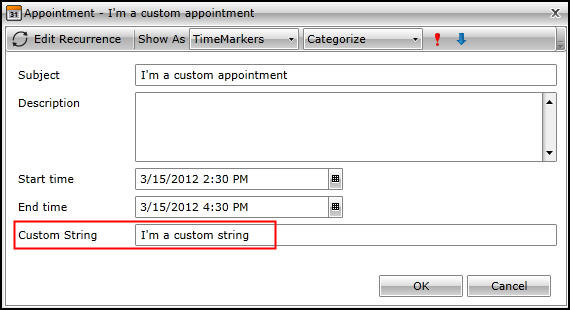 31 Appointment - I'm a custom appointment
Edit Recurrence Show As TimeMarkers Categorize
Subject I'm a custom appointment
Description
Start time 3/15/2012 2:30 PM
End time 3/15/2012 4:30 PM
Custom String I'm a custom string
OK Cancel